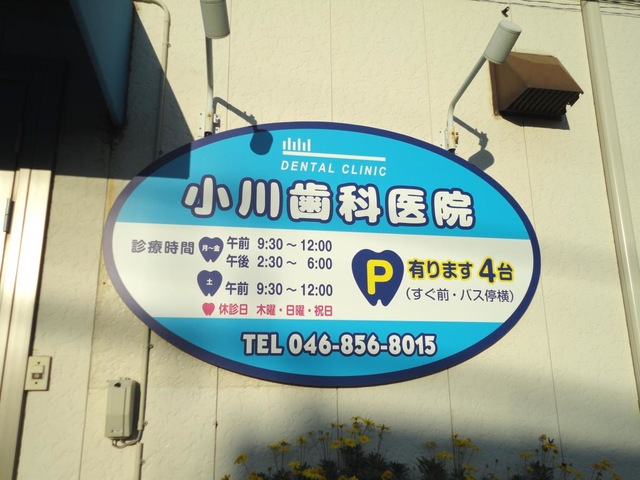 DENTAL CLINIC
小川歯科医院
診療時間 月～金 午前 9:30～12:00
午後 2:30～ 6:00
土 午前 9:30～12:00
休診日 木曜・日曜・祝日
P 有ります 4台
(すぐ前・バス停横)
TEL 046-856-8015